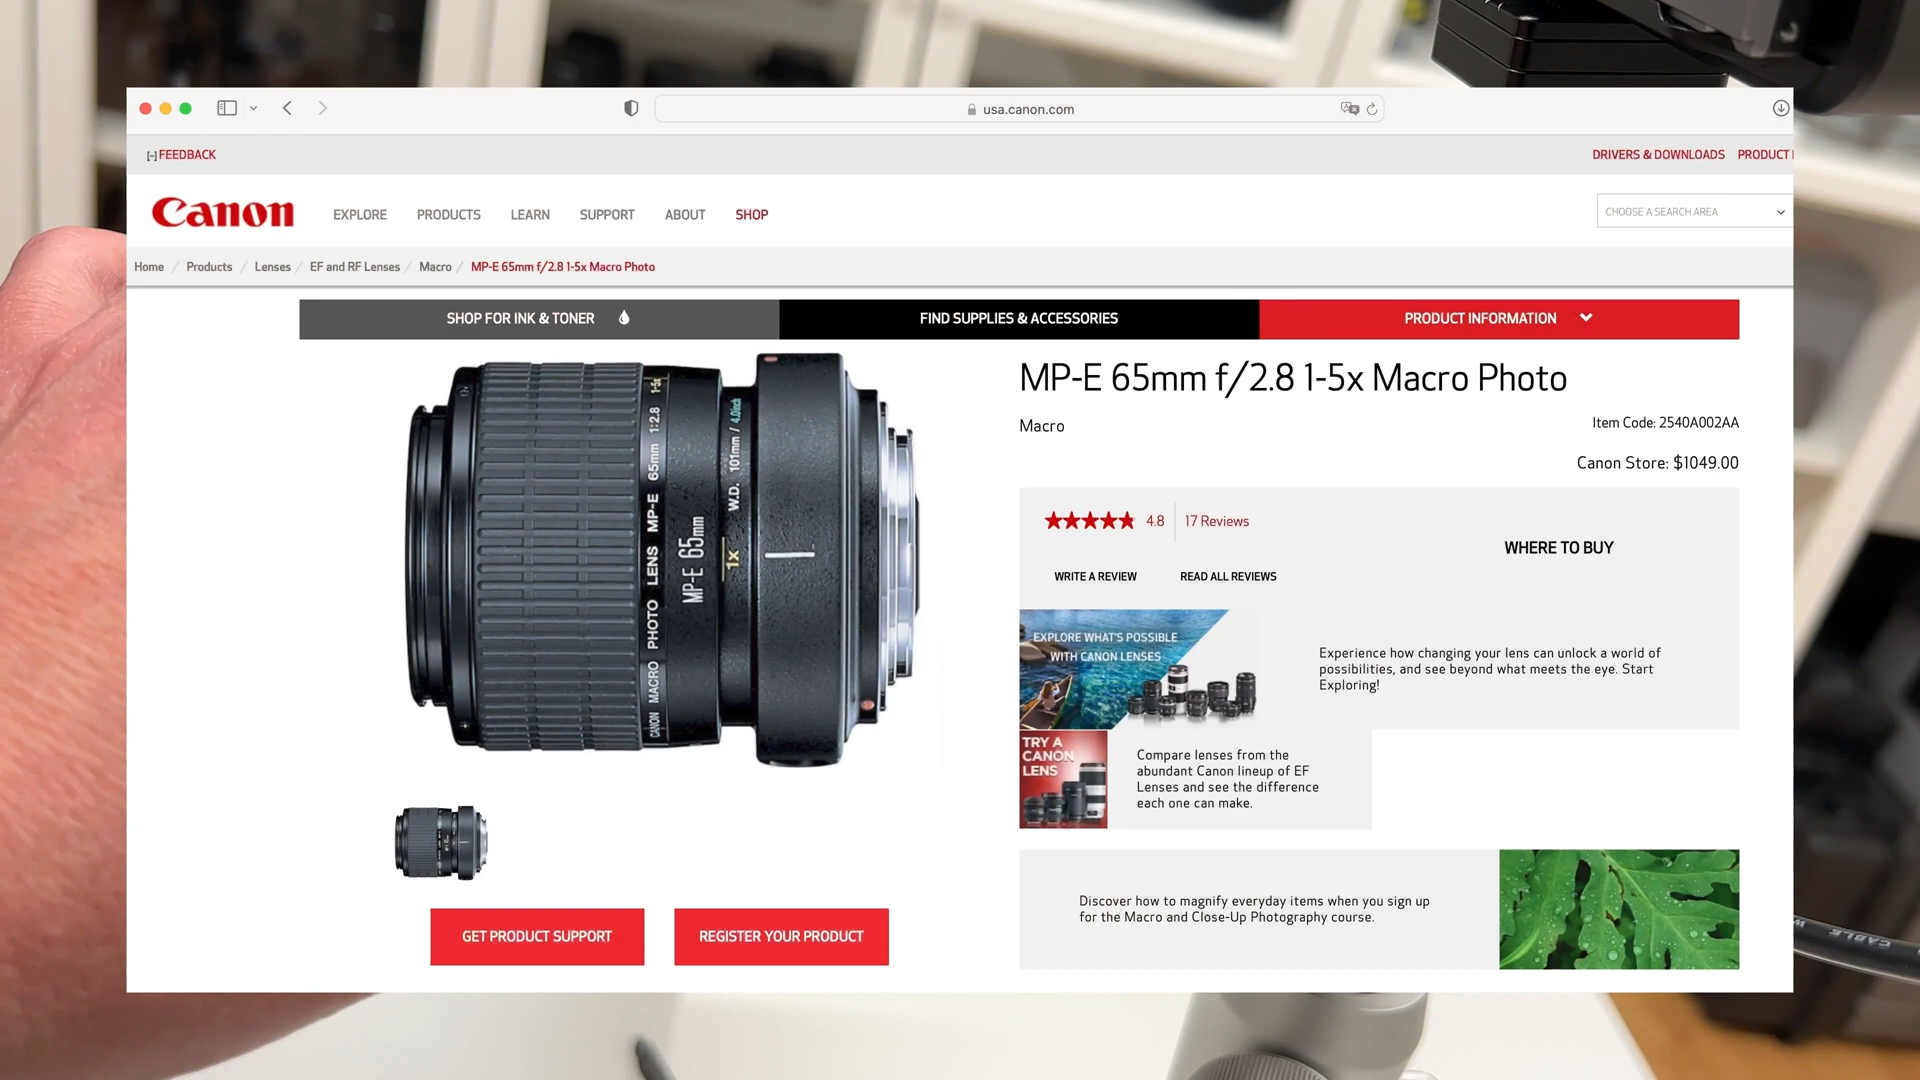 usa.canon.com
[-] FEEDBACK
DRIVERS & DOWNLOADS PRODUCT
Canon EXPLORE PRODUCTS LEARN SUPPORT ABOUT SHOP
CHOOSE A SEARCH AREA
Home / Products / Lenses / EF and RF Lenses / Macro / MP-E 65mm f/2.8 1-5x Macro Photo
SHOP FOR INK & TONER
FIND SUPPLIES & ACCESSORIES
PRODUCT INFORMATION
CANON MACRO PHOTO LENS MP-E 65mm 1:2.8 1-5x
MP-E 65mm
1x W.D. 101mm / 4.0inch
MP-E 65mm f/2.8 1-5x Macro Photo
Macro
Item Code: 2540A002AA
Canon Store: $1049.00
4.8 17 Reviews
WRITE A REVIEW READ ALL REVIEWS
WHERE TO BUY
EXPLORE WHAT'S POSSIBLE
WITH CANON LENSES
Experience how changing your lens can unlock a world of
possibilities, and see beyond what meets the eye. Start
Exploring!
TRY A
CANON
LENS
Compare lenses from the
abundant Canon lineup of EF
Lenses and see the difference
each one can make.
Discover how to magnify everyday items when you sign up
for the Macro and Close-Up Photography course.
GET PRODUCT SUPPORT
REGISTER YOUR PRODUCT
CABLE